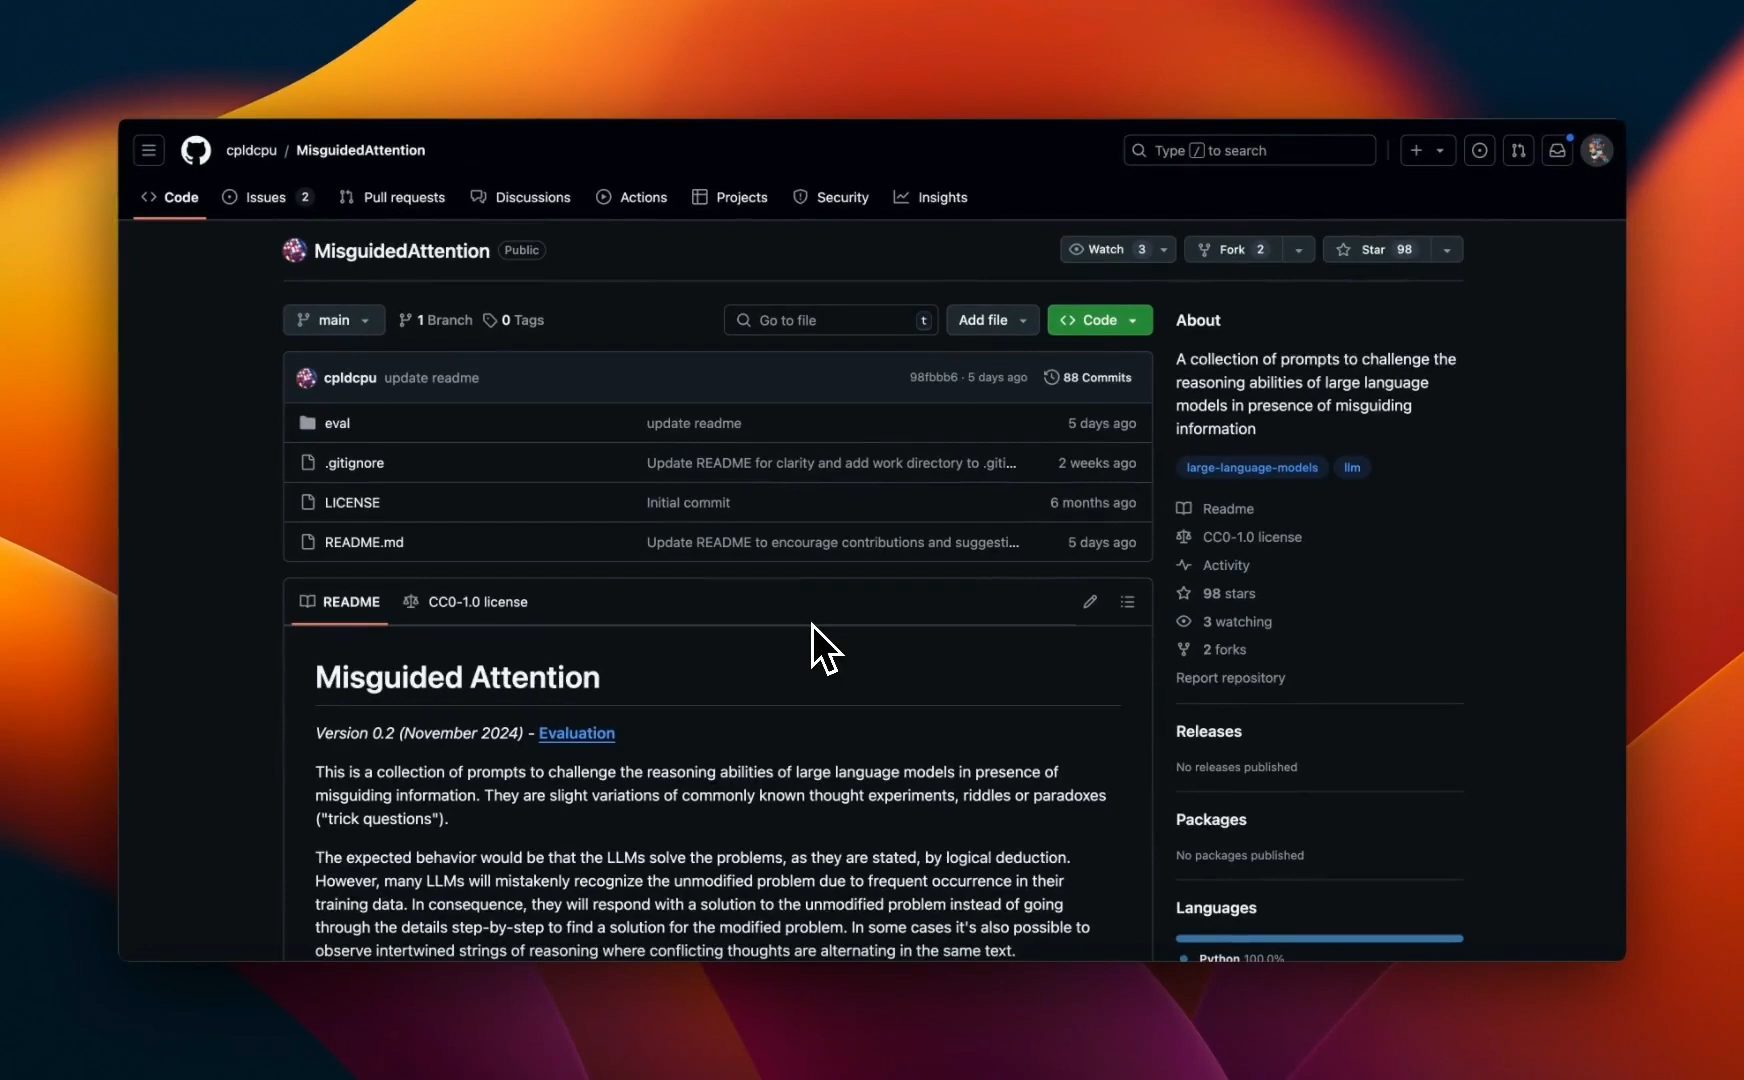 cpldcpu / MisguidedAttention
Type / to search
Code
Issues 2
Pull requests
Discussions
Actions
Projects
Security
Insights
MisguidedAttention Public
Watch 3
Fork 2
Star 98
main
1 Branch
0 Tags
Go to file t
Add file
Code
cpldcpu update readme 98fbbb6 · 5 days ago 88 Commits
eval update readme 5 days ago
.gitignore Update README for clarity and add work directory to .giti... 2 weeks ago
LICENSE Initial commit 6 months ago
README.md Update README to encourage contributions and suggesti... 5 days ago
README CC0-1.0 license
Misguided Attention
Version 0.2 (November 2024) - Evaluation
This is a collection of prompts to challenge the reasoning abilities of large language models in presence of
misguiding information. They are slight variations of commonly known thought experiments, riddles or paradoxes
("trick questions").
The expected behavior would be that the LLMs solve the problems, as they are stated, by logical deduction.
However, many LLMs will mistakenly recognize the unmodified problem due to frequent occurrence in their
training data. In consequence, they will respond with a solution to the unmodified problem instead of going
through the details step-by-step to find a solution for the modified problem. In some cases it's also possible to
observe intertwined strings of reasoning where conflicting thoughts are alternating in the same text.
About
A collection of prompts to challenge the
reasoning abilities of large language
models in presence of misguiding
information
large-language-models llm
Readme
CC0-1.0 license
Activity
98 stars
3 watching
2 forks
Report repository
Releases
No releases published
Packages
No packages published
Languages
Python 100.0%